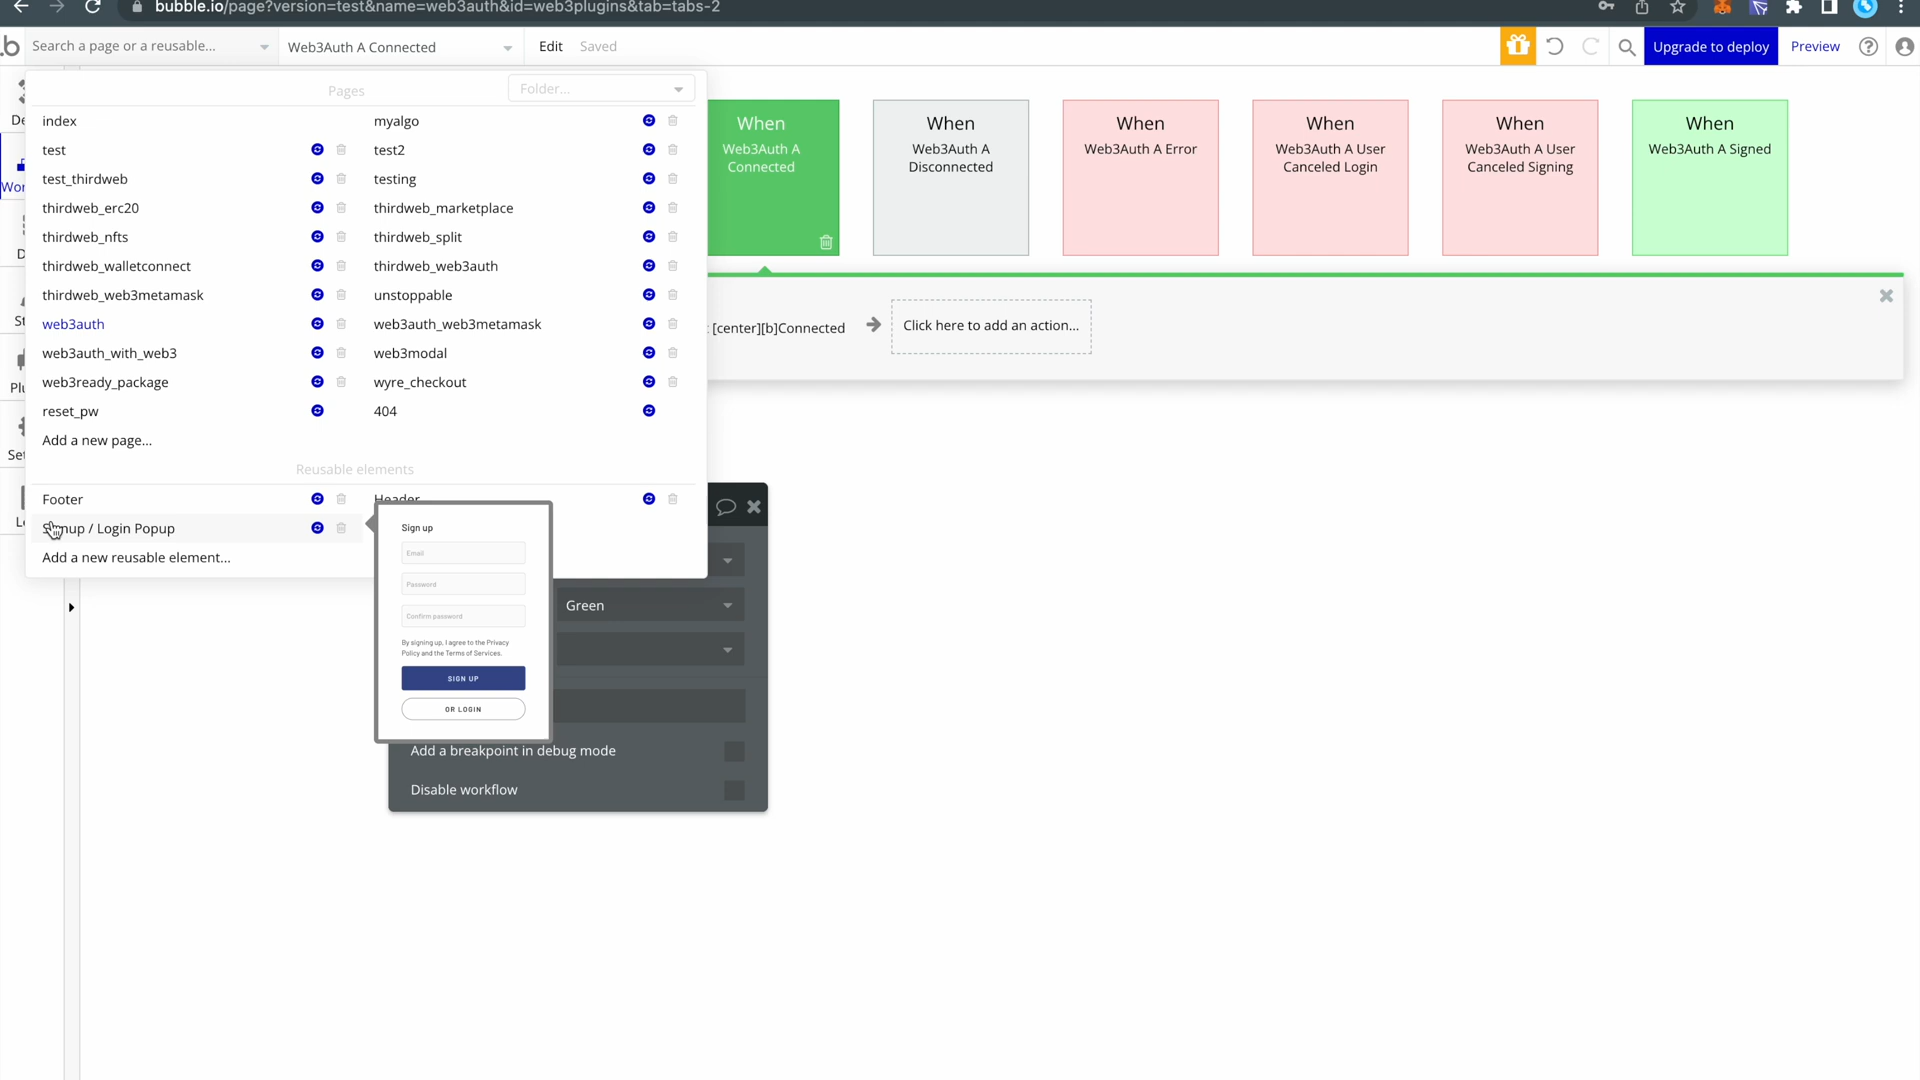 bubble.io/page?version=test&name=web3auth&id=web3plugins&tab=tabs-2
.b Search a page or a reusable... Web3Auth A Connected Edit Saved Upgrade to deploy Preview
Pages Folder...
index myalgo
test test2
test_thirdweb testing
thirdweb_erc20 thirdweb_marketplace
thirdweb_nfts thirdweb_split
thirdweb_walletconnect thirdweb_web3auth
thirdweb_web3metamask unstoppable
web3auth web3auth_web3metamask
web3auth_with_web3 web3modal
web3ready_package wyre_checkout
reset_pw 404
Add a new page...
Reusable elements
Footer Header
Signup / Login Popup
Add a new reusable element...
When
Web3Auth A
Connected
When
Web3Auth A
Disconnected
When
Web3Auth A Error
When
Web3Auth A User
Canceled Login
When
Web3Auth A User
Canceled Signing
When
Web3Auth A Signed
[center][b]Connected Click here to add an action...
Sign up
Email
Password
Confirm password
By signing up, I agree to the Privacy
Policy and the Terms of Services.
SIGN UP
OR LOGIN
Green
Add a breakpoint in debug mode
Disable workflow